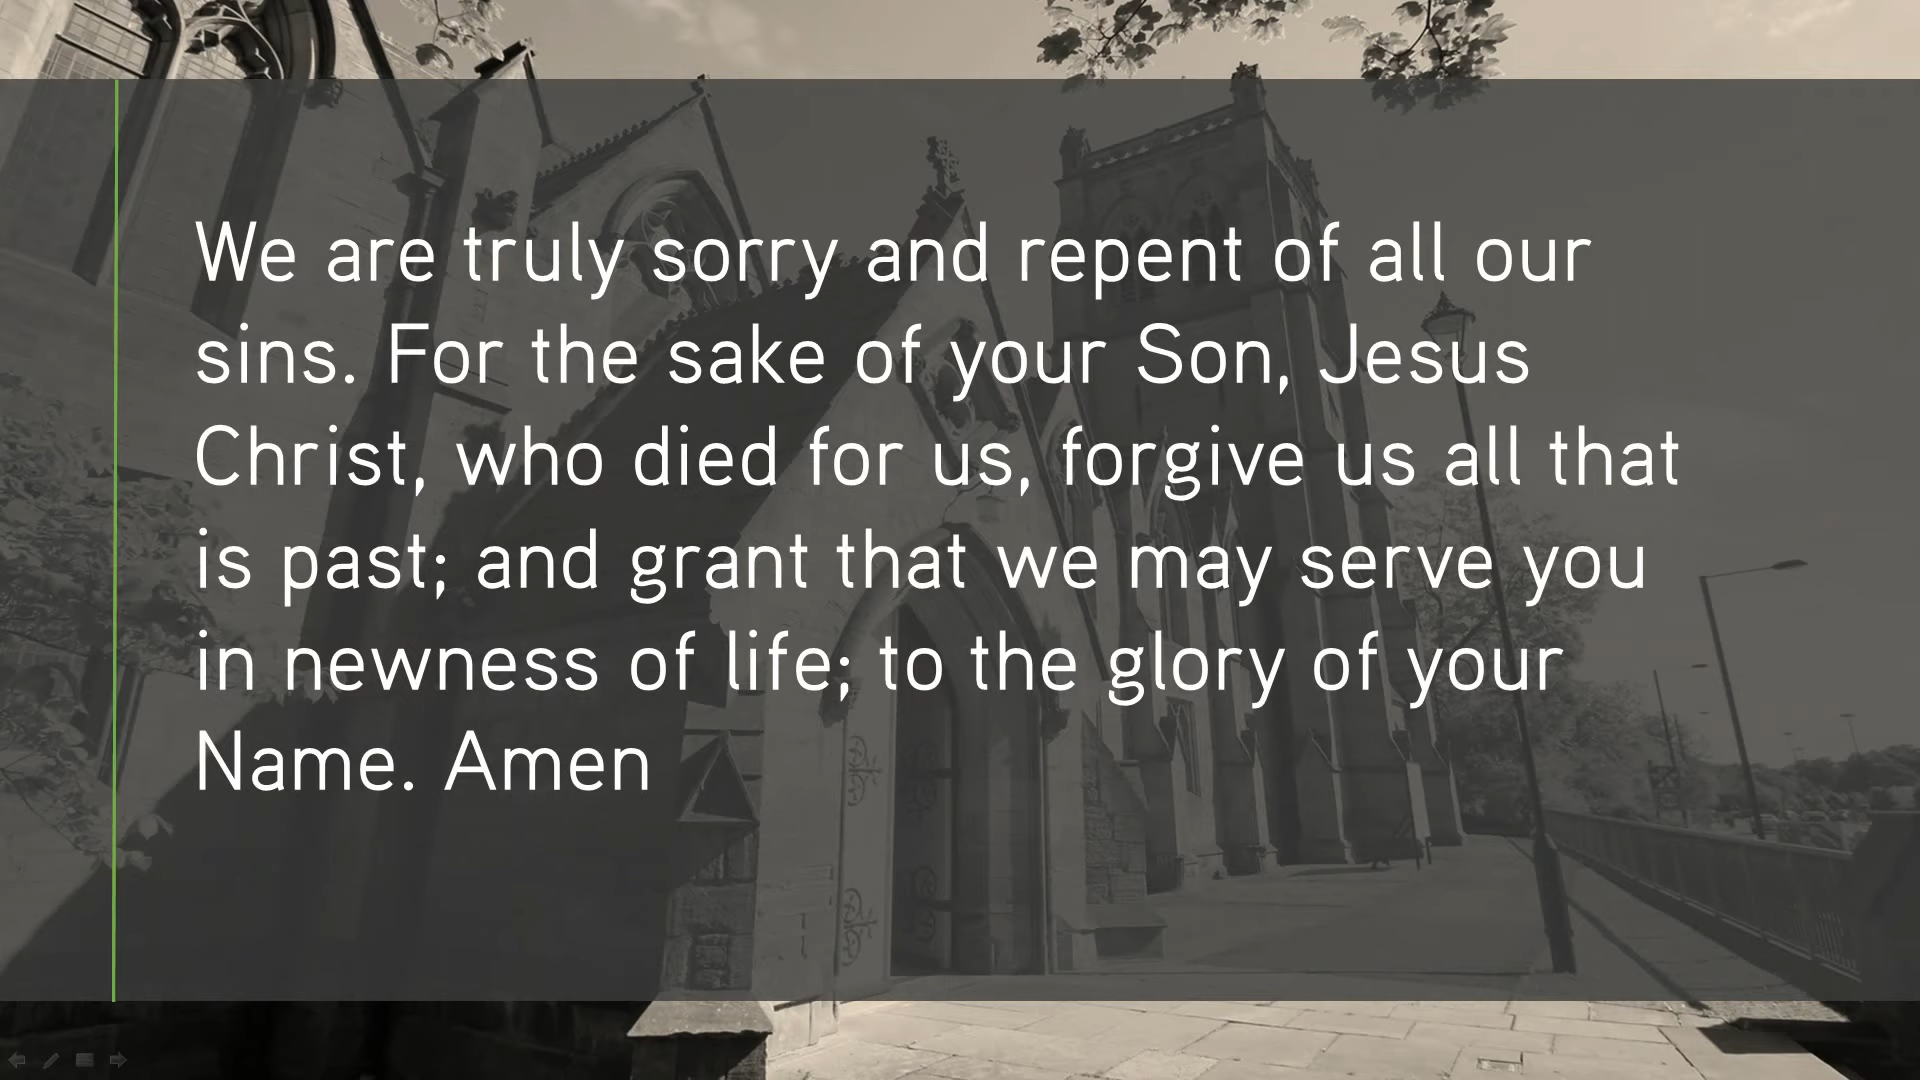 We are truly sorry and repent of all our
sins. For the sake of your Son, Jesus
Christ, who died for us, forgive us all that
is past; and grant that we may serve you
in newness of life; to the glory of your
Name. Amen